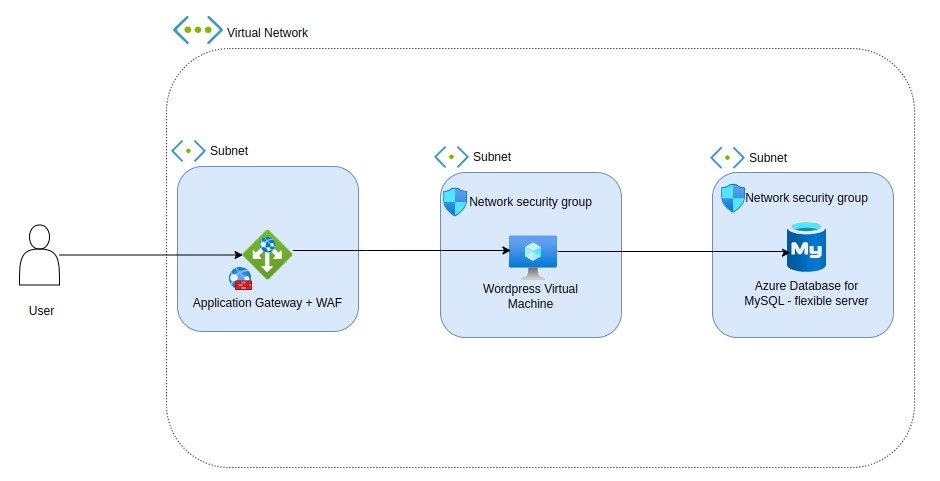 Virtual Network
Subnet
Subnet
Subnet
Network security group
Network security group
My
Application Gateway + WAF
Wordpress Virtual
Machine
Azure Database for
MySQL - flexible server
User